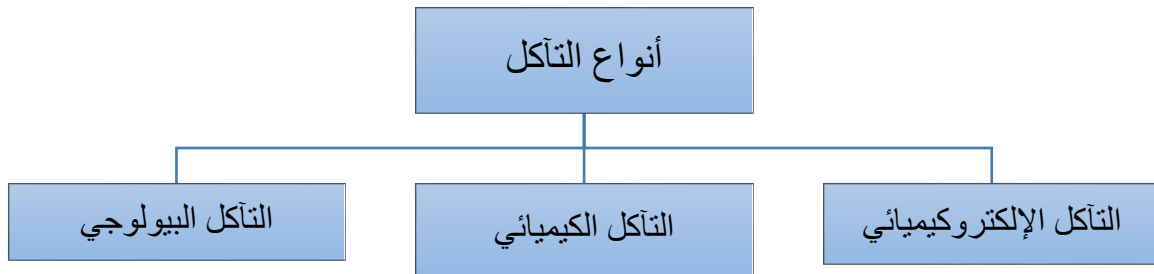 أنواع التآكل
التآكل الإلكتروكيميائي
التآكل الكيميائي
التآكل البيولوجي